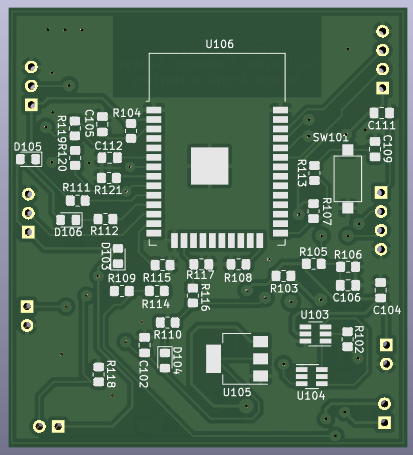 U106
R104
C105
R119
C111
SW101
D105
R120
C112
C109
R113
R121
R111
R107
D106
R112
D103
R115
R117
R108
R105
R106
R109
R114
R116
R103
C106
C104
R110
U103
R102
C102
D104
R118
U105
U104